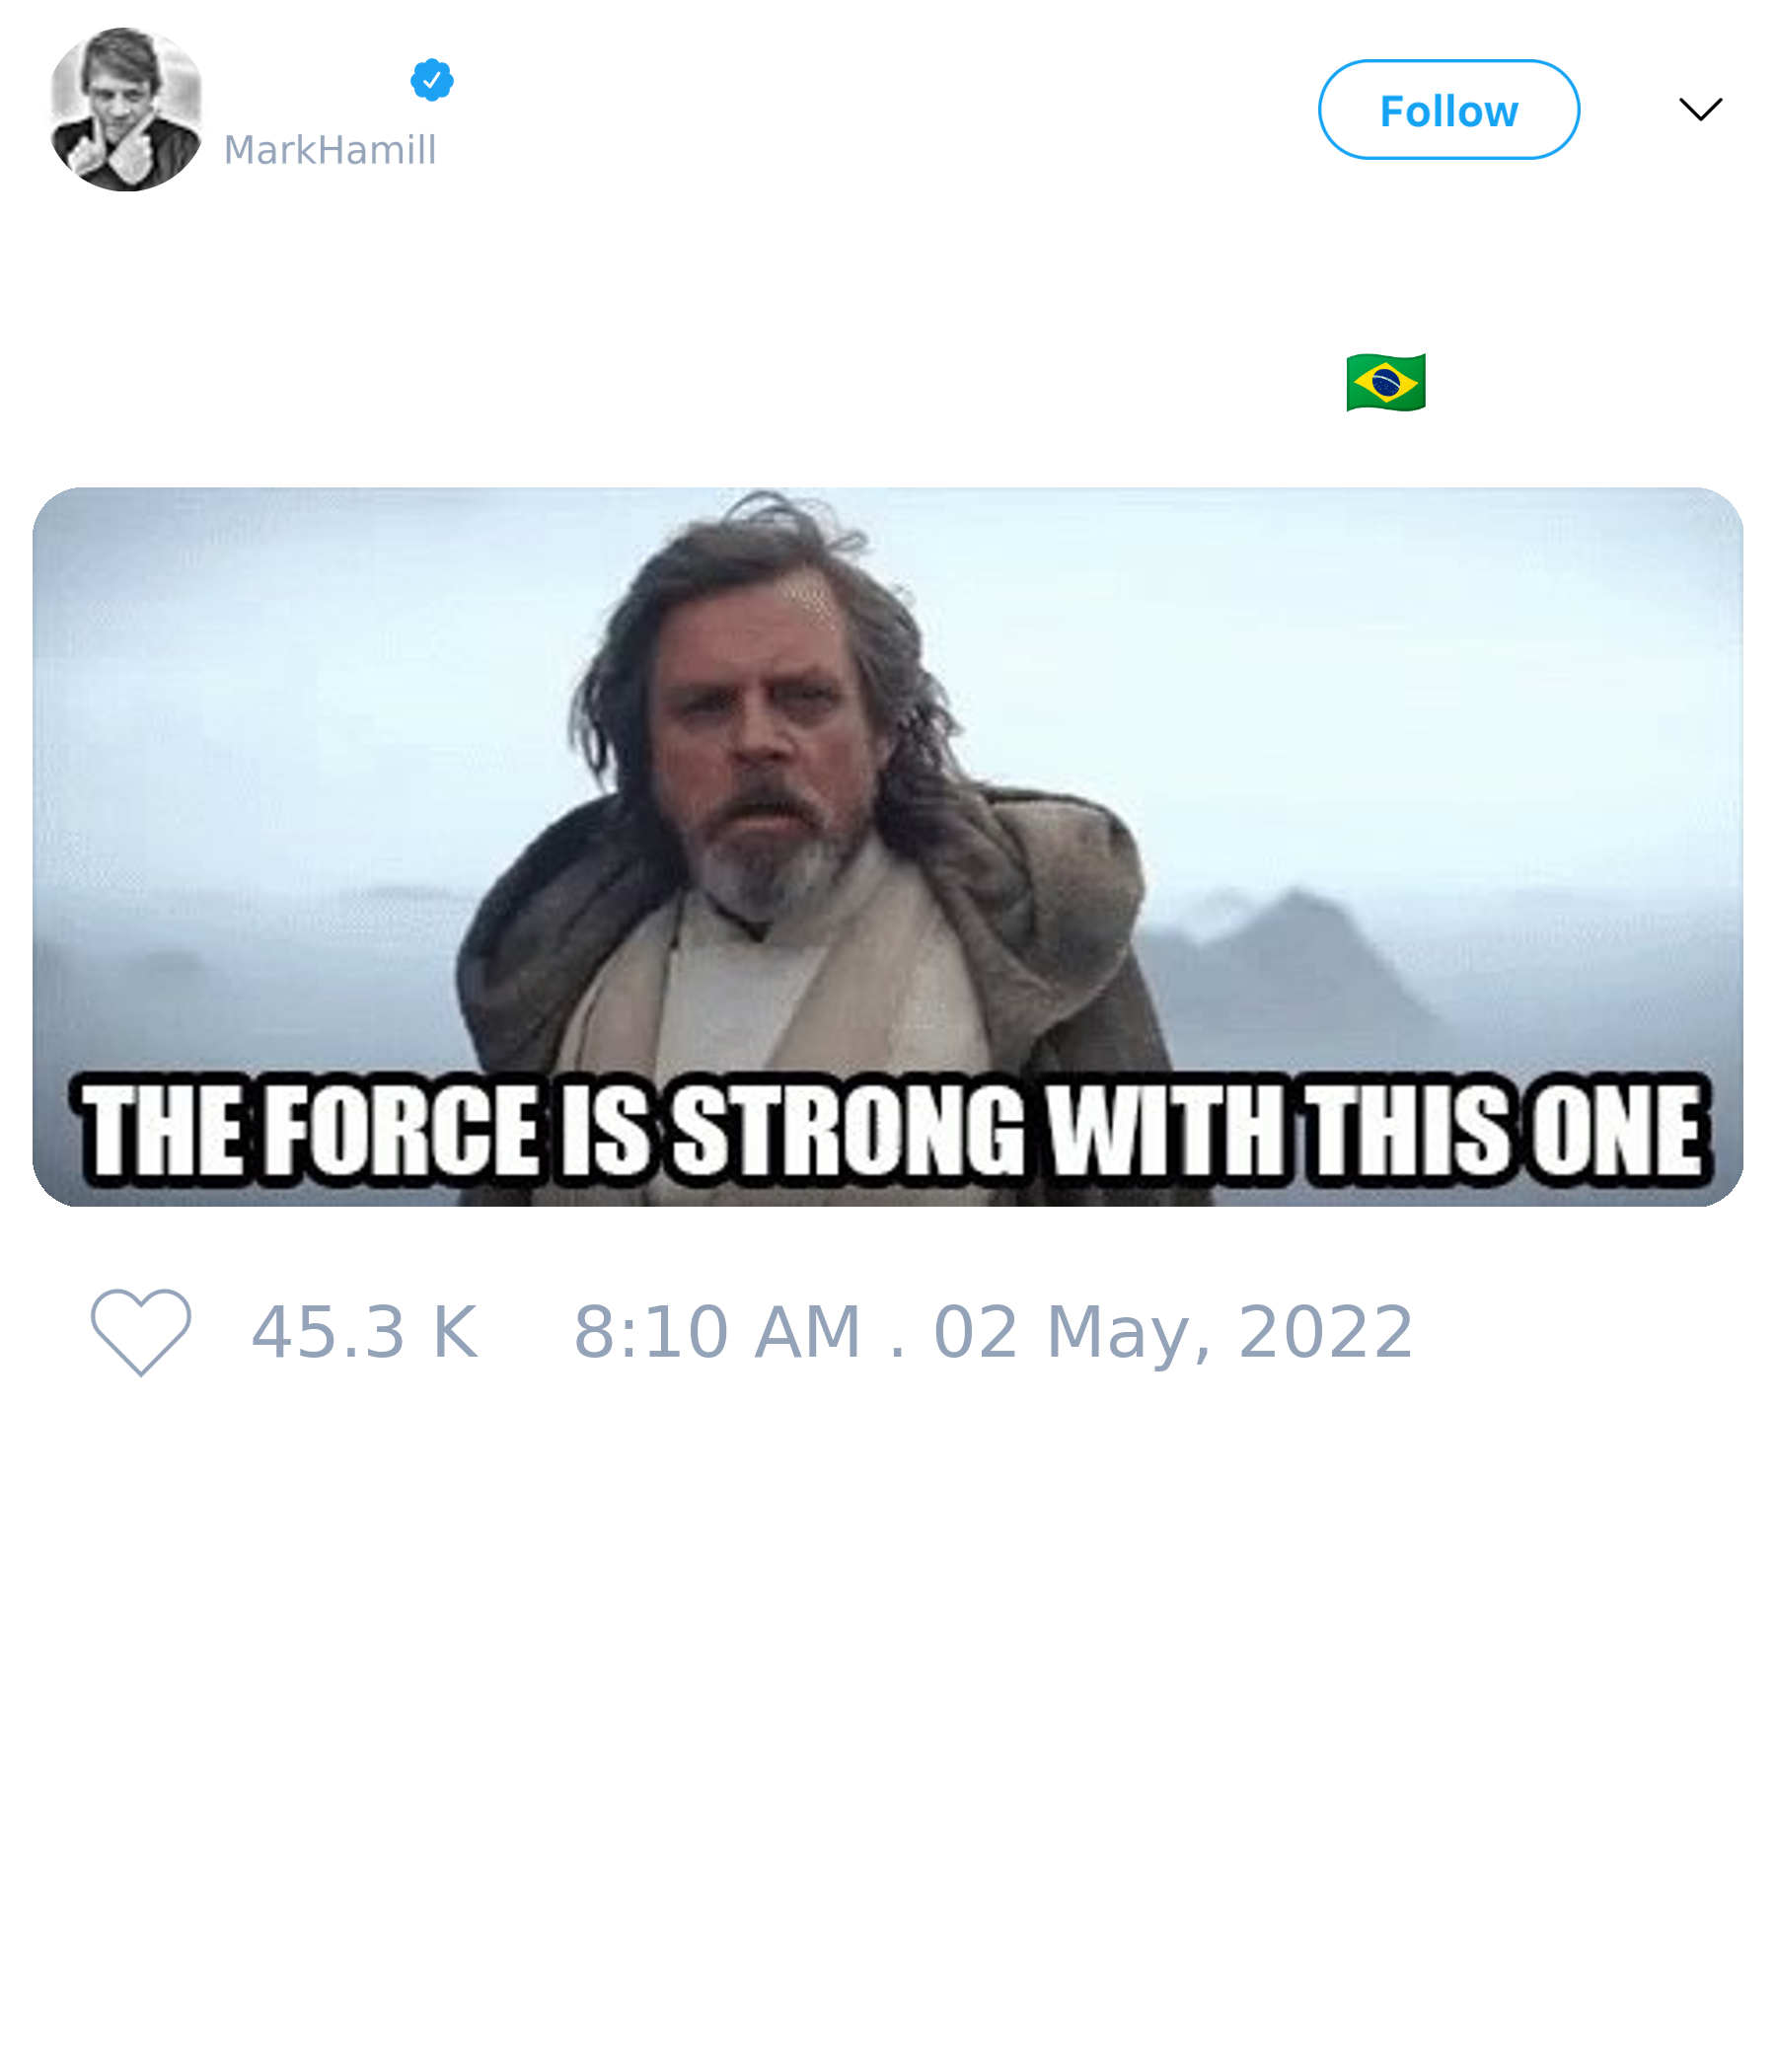 MarkHamill
Follow
🇧🇷
THE FORCE IS STRONG WITH THIS ONE
45.3 K 8:10 AM . 02 May, 2022